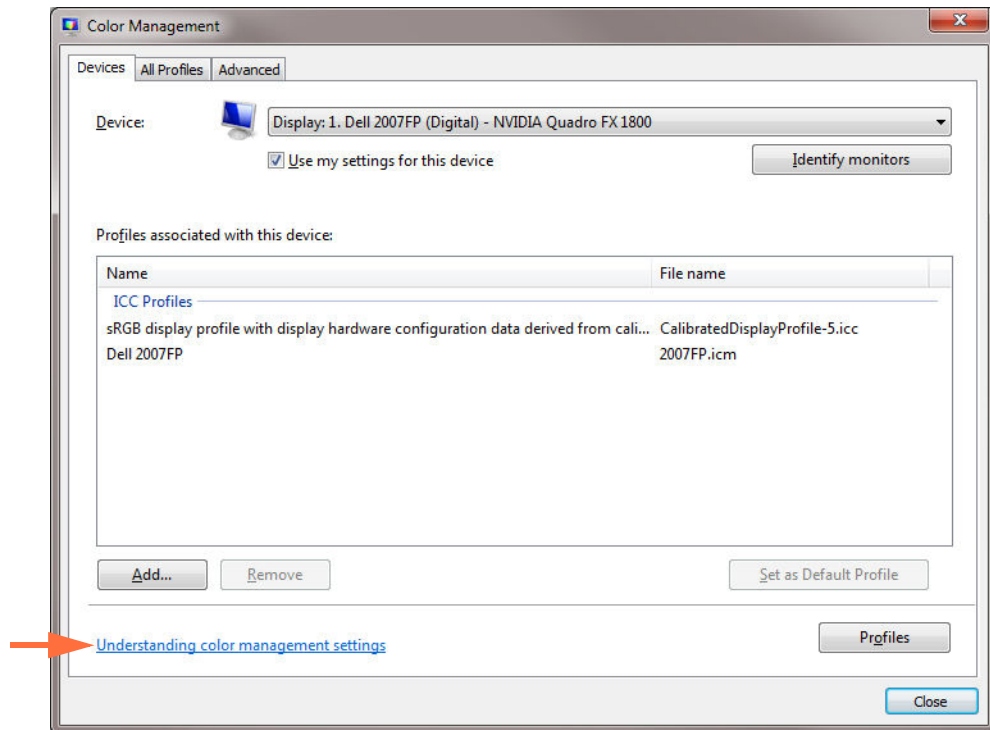 Color Management
Devices All Profiles Advanced
Device: Display: 1. Dell 2007FP (Digital) - NVIDIA Quadro FX 1800
Use my settings for this device Identify monitors
Profiles associated with this device:
Name File name
ICC Profiles
sRGB display profile with display hardware configuration data derived from cali... CalibratedDisplayProfile-5.icc
Dell 2007FP 2007FP.icm
Add... Remove Set as Default Profile
Understanding color management settings Profiles
Close